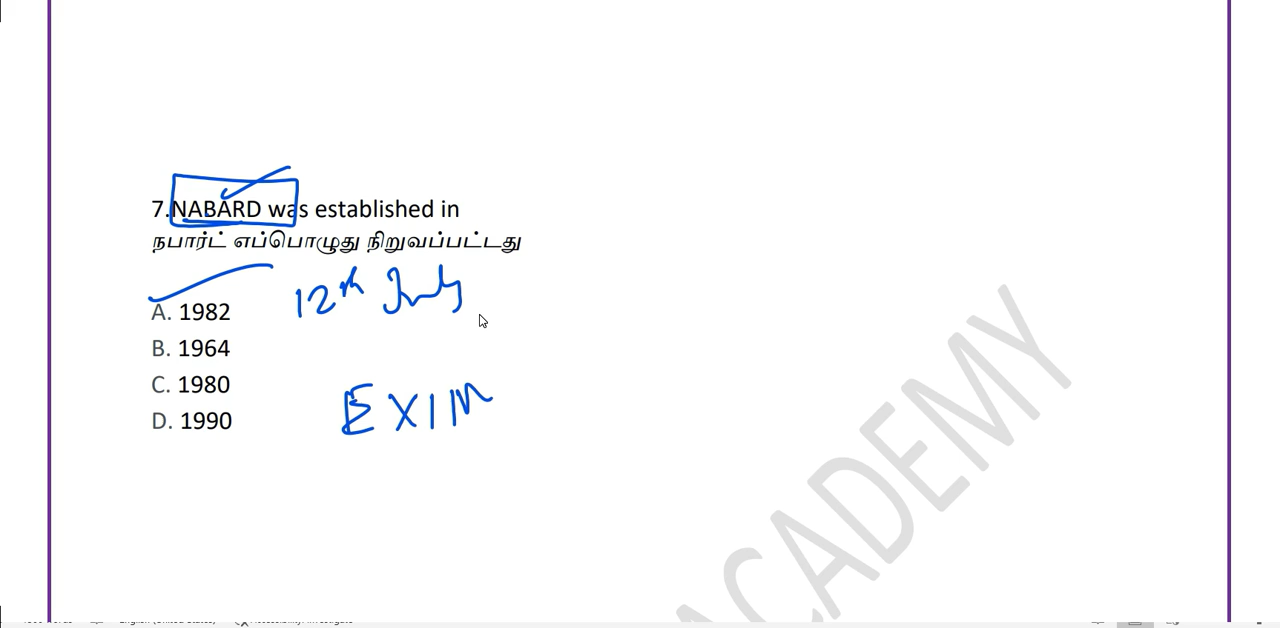 7.NABARD was established in
நபார்ட் எப்பொழுது நிறுவப்பட்டது
A. 1982
12th July
B. 1964
C. 1980
EXIM
D. 1990
ACADEMY